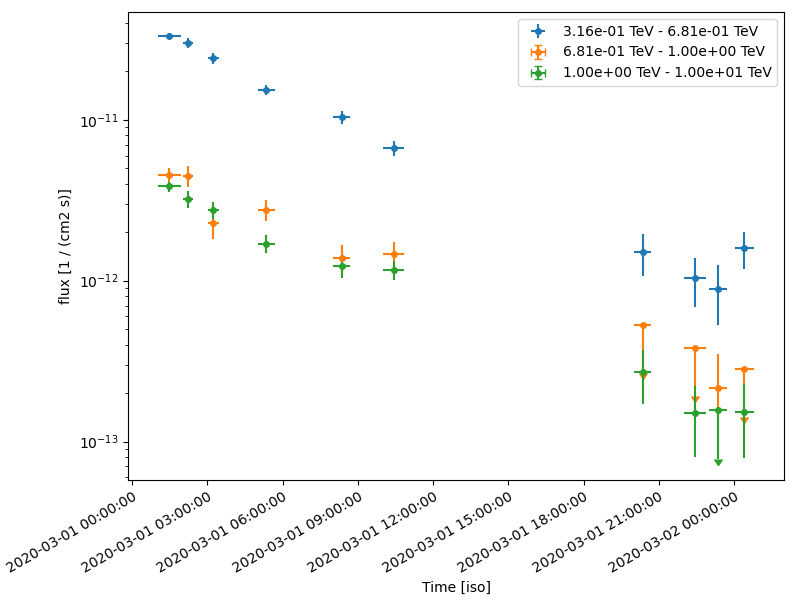 3.16e-01 TeV - 6.81e-01 TeV
6.81e-01 TeV - 1.00e+00 TeV
1.00e+00 TeV - 1.00e+01 TeV
flux [1 / (cm2 s)]
10⁻¹¹
10⁻¹²
10⁻¹³
2020-03-01 00:00:00
2020-03-01 03:00:00
2020-03-01 06:00:00
2020-03-01 09:00:00
2020-03-01 12:00:00
2020-03-01 15:00:00
2020-03-01 18:00:00
2020-03-01 21:00:00
2020-03-02 00:00:00
Time [iso]